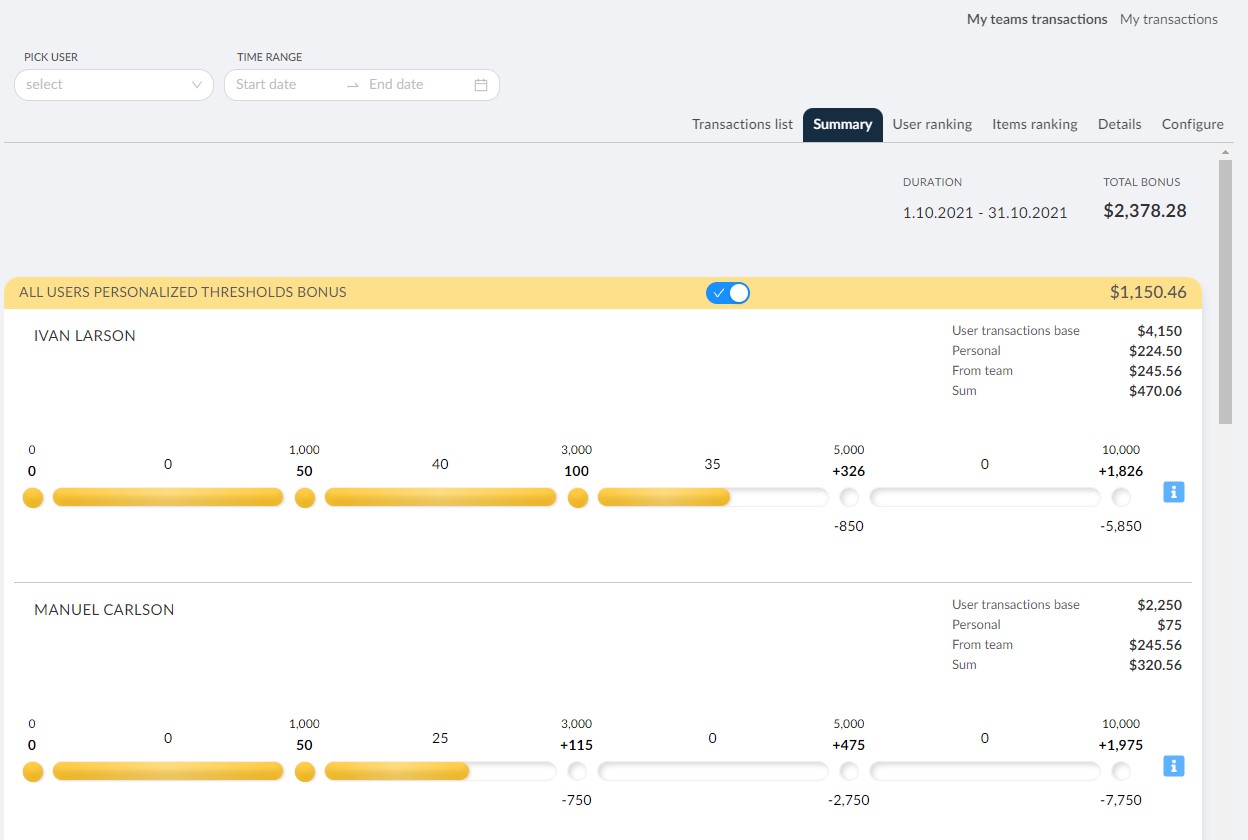 My teams transactions My transactions
PICK USER TIME RANGE
select Start date End date
Transactions list Summary User ranking Items ranking Details Configure
DURATION TOTAL BONUS
1.10.2021 - 31.10.2021 $2,378.28
ALL USERS PERSONALIZED THRESHOLDS BONUS $1,150.46
IVAN LARSON
User transactions base $4,150
Personal $224.50
From team $245.56
Sum $470.06
0 1,000 3,000 5,000 10,000
0 40 35 0
0 50 100 +326 +1,826
-850 -5,850
MANUEL CARLSON
User transactions base $2,250
Personal $75
From team $245.56
Sum $320.56
0 1,000 3,000 5,000 10,000
0 25 0 0
0 50 +115 +475 +1,975
-750 -2,750 -7,750